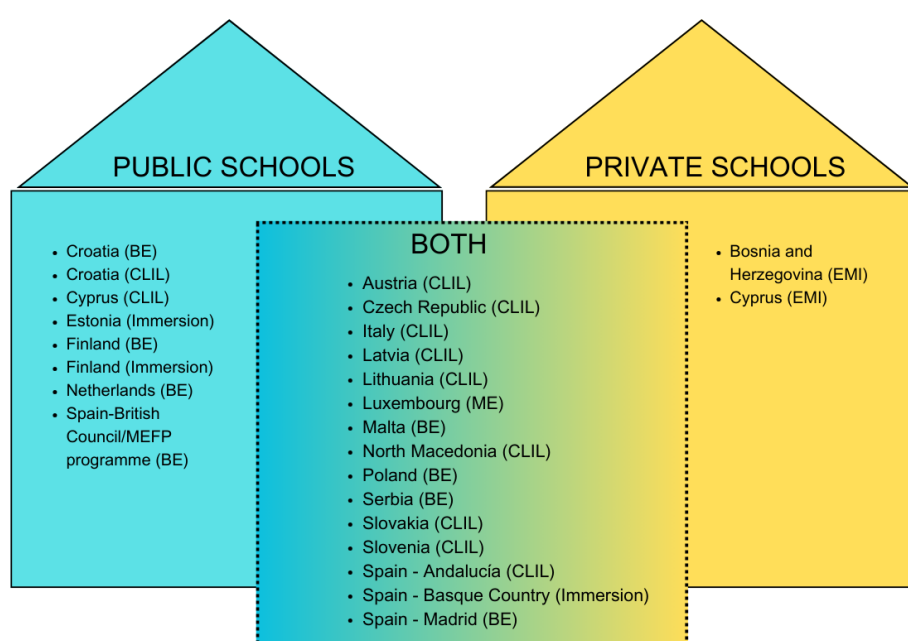 PUBLIC SCHOOLS
• Croatia (BE)
• Croatia (CLIL)
• Cyprus (CLIL)
• Estonia (Immersion)
• Finland (BE)
• Finland (Immersion)
• Netherlands (BE)
• Spain-British
Council/MEFP
programme (BE)
BOTH
• Austria (CLIL)
• Czech Republic (CLIL)
• Italy (CLIL)
• Latvia (CLIL)
• Lithuania (CLIL)
• Luxembourg (ME)
• Malta (BE)
• North Macedonia (CLIL)
• Poland (BE)
• Serbia (BE)
• Slovakia (CLIL)
• Slovenia (CLIL)
• Spain - Andalucía (CLIL)
• Spain - Basque Country (Immersion)
• Spain - Madrid (BE)
PRIVATE SCHOOLS
• Bosnia and
Herzegovina (EMI)
• Cyprus (EMI)